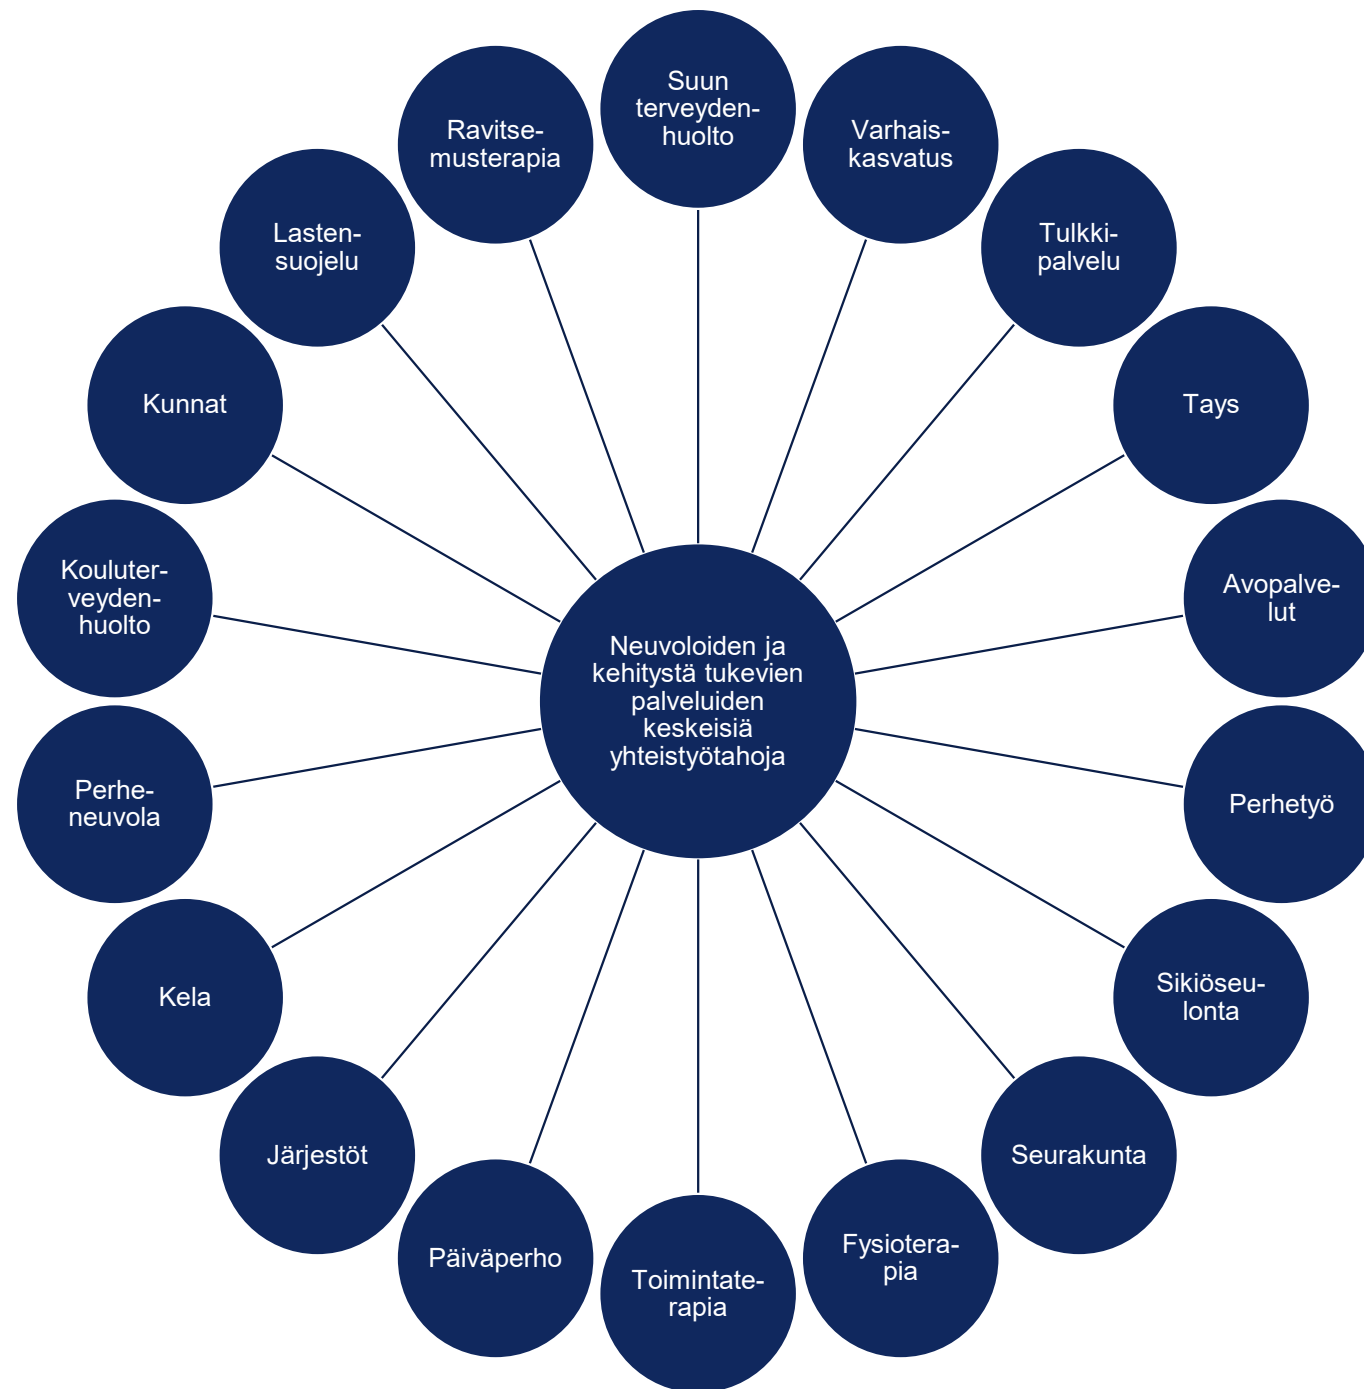 Suun
terveyden-
huolto
Varhais-
kasvatus
Tulkki-
palvelu
Tays
Avopalve-
lut
Perhetyö
Sikiöseu-
lonta
Seurakunta
Fysiotera-
pia
Toimintate-
rapia
Päiväperho
Järjestöt
Kela
Perhe-
neuvola
Kouluter-
veyden-
huolto
Kunnat
Lasten-
suojelu
Ravitse-
musterapia
Neuvoloiden ja
kehitystä tukevien
palveluiden
keskeisiä
yhteistyötahoja